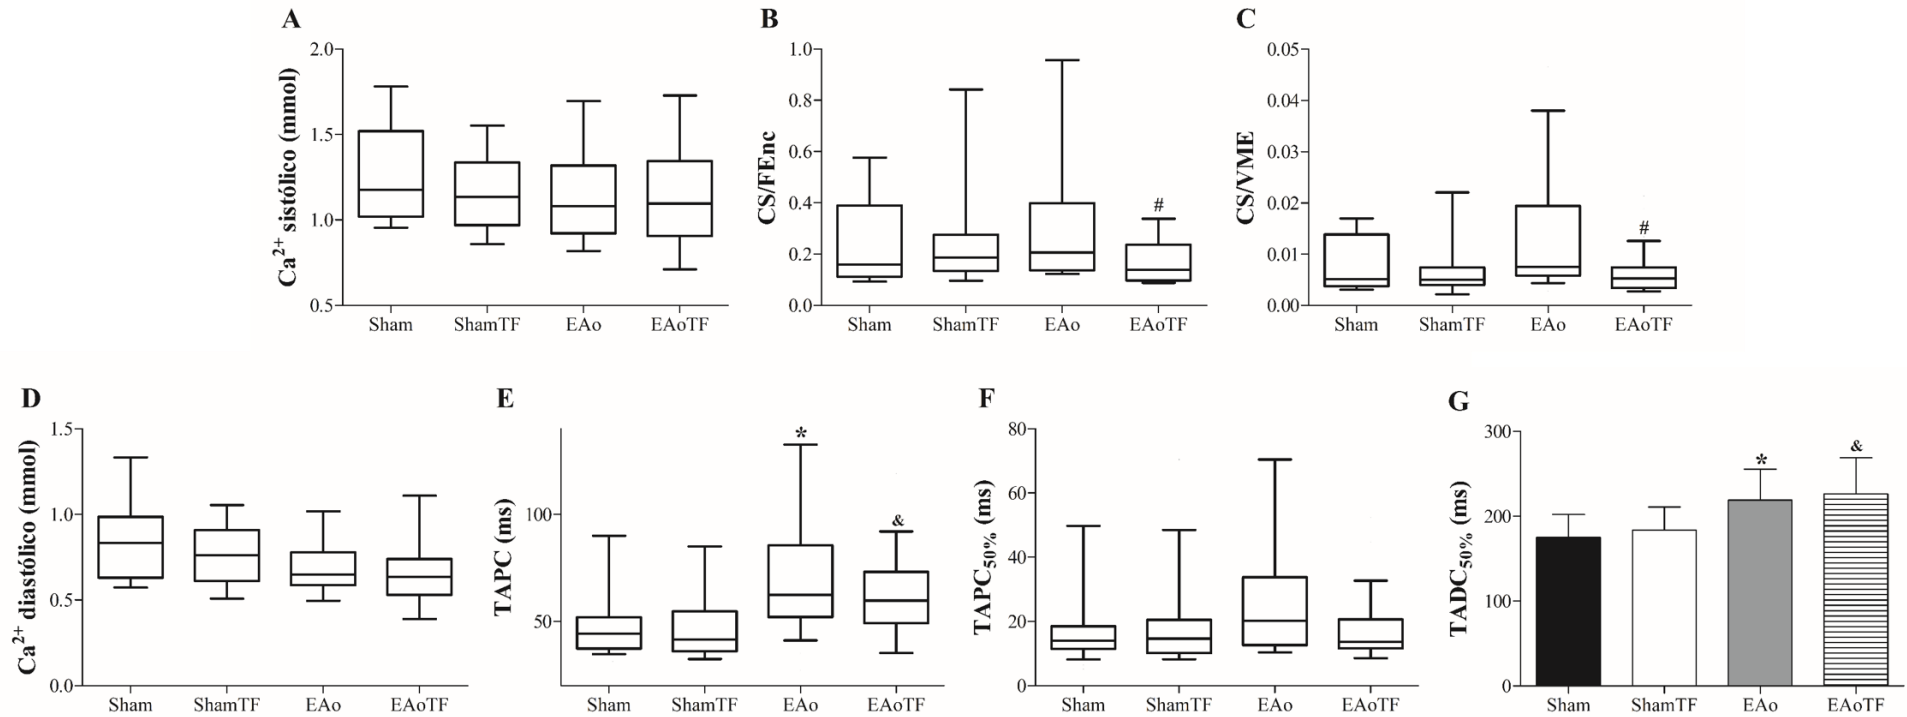 A
Ca2+ sistólico (mmol)
2.0
1.5
1.0
0.5
Sham ShamTF EAo EAoTF
B
CS/FEnc
1.0
0.8
0.6
0.4
0.2
0.0
#
Sham ShamTF EAo EAoTF
C
CS/VME
0.05
0.04
0.03
0.02
0.01
0.00
#
Sham ShamTF EAo EAoTF
D
Ca2+ diastólico (mmol)
1.5
1.0
0.5
0.0
Sham ShamTF EAo EAoTF
E
TAPC (ms)
100
50
*
&
Sham ShamTF EAo EAoTF
F
TAPC50% (ms)
80
60
40
20
0
Sham ShamTF EAo EAoTF
G
TADC50% (ms)
300
200
100
0
*
&
Sham ShamTF EAo EAoTF